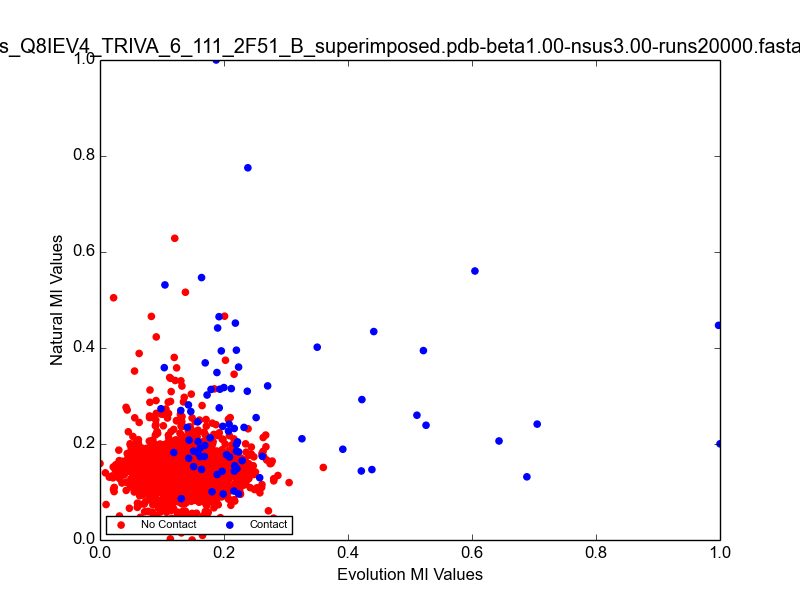 s_Q8IEV4_TRIVA_6_111_2F51_B_superimposed.pdb-beta1.00-nsus3.00-runs20000.fasta
1.0
0.8
0.6
0.4
0.2
0.0
Natural MI Values
No Contact
Contact
0.0 0.2 0.4 0.6 0.8 1.0
Evolution MI Values